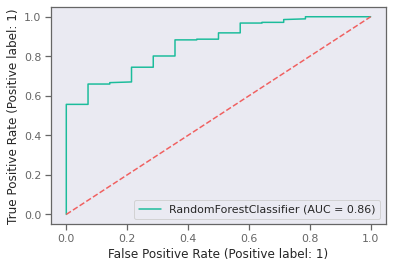 True Positive Rate (Positive label: 1)
1.0
0.8
0.6
0.4
0.2
0.0
RandomForestClassifier (AUC = 0.86)
0.0 0.2 0.4 0.6 0.8 1.0
False Positive Rate (Positive label: 1)